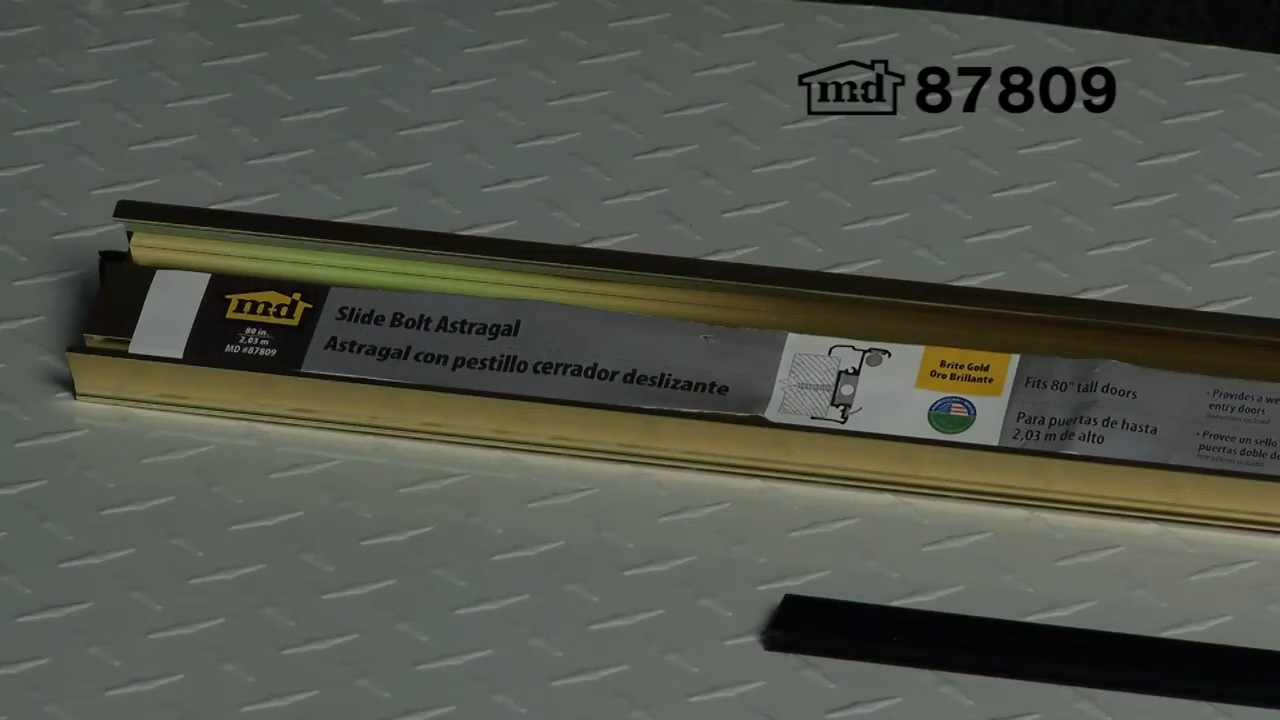 md 87809
md
80 in.
2,03 m
MD #87809
Slide Bolt Astragal
Astragal con pestillo cerrador deslizante
Brite Gold
Oro Brillante
Fits 80" tall doors
Para puertas de hasta
2,03 m de alto
• Provides a we
entry doors
• Provee un sello
puertas doble de